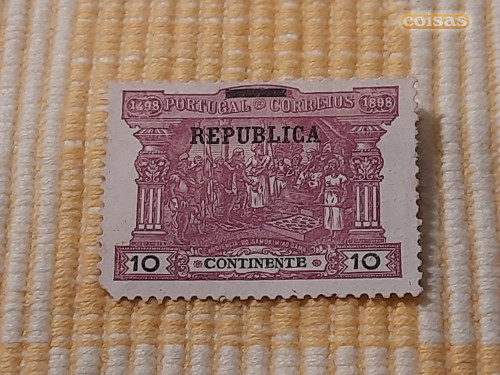 coisas
1498 PORTUGAL CORREIOS 1898
REPUBLICA
10 CONTINENTE 10